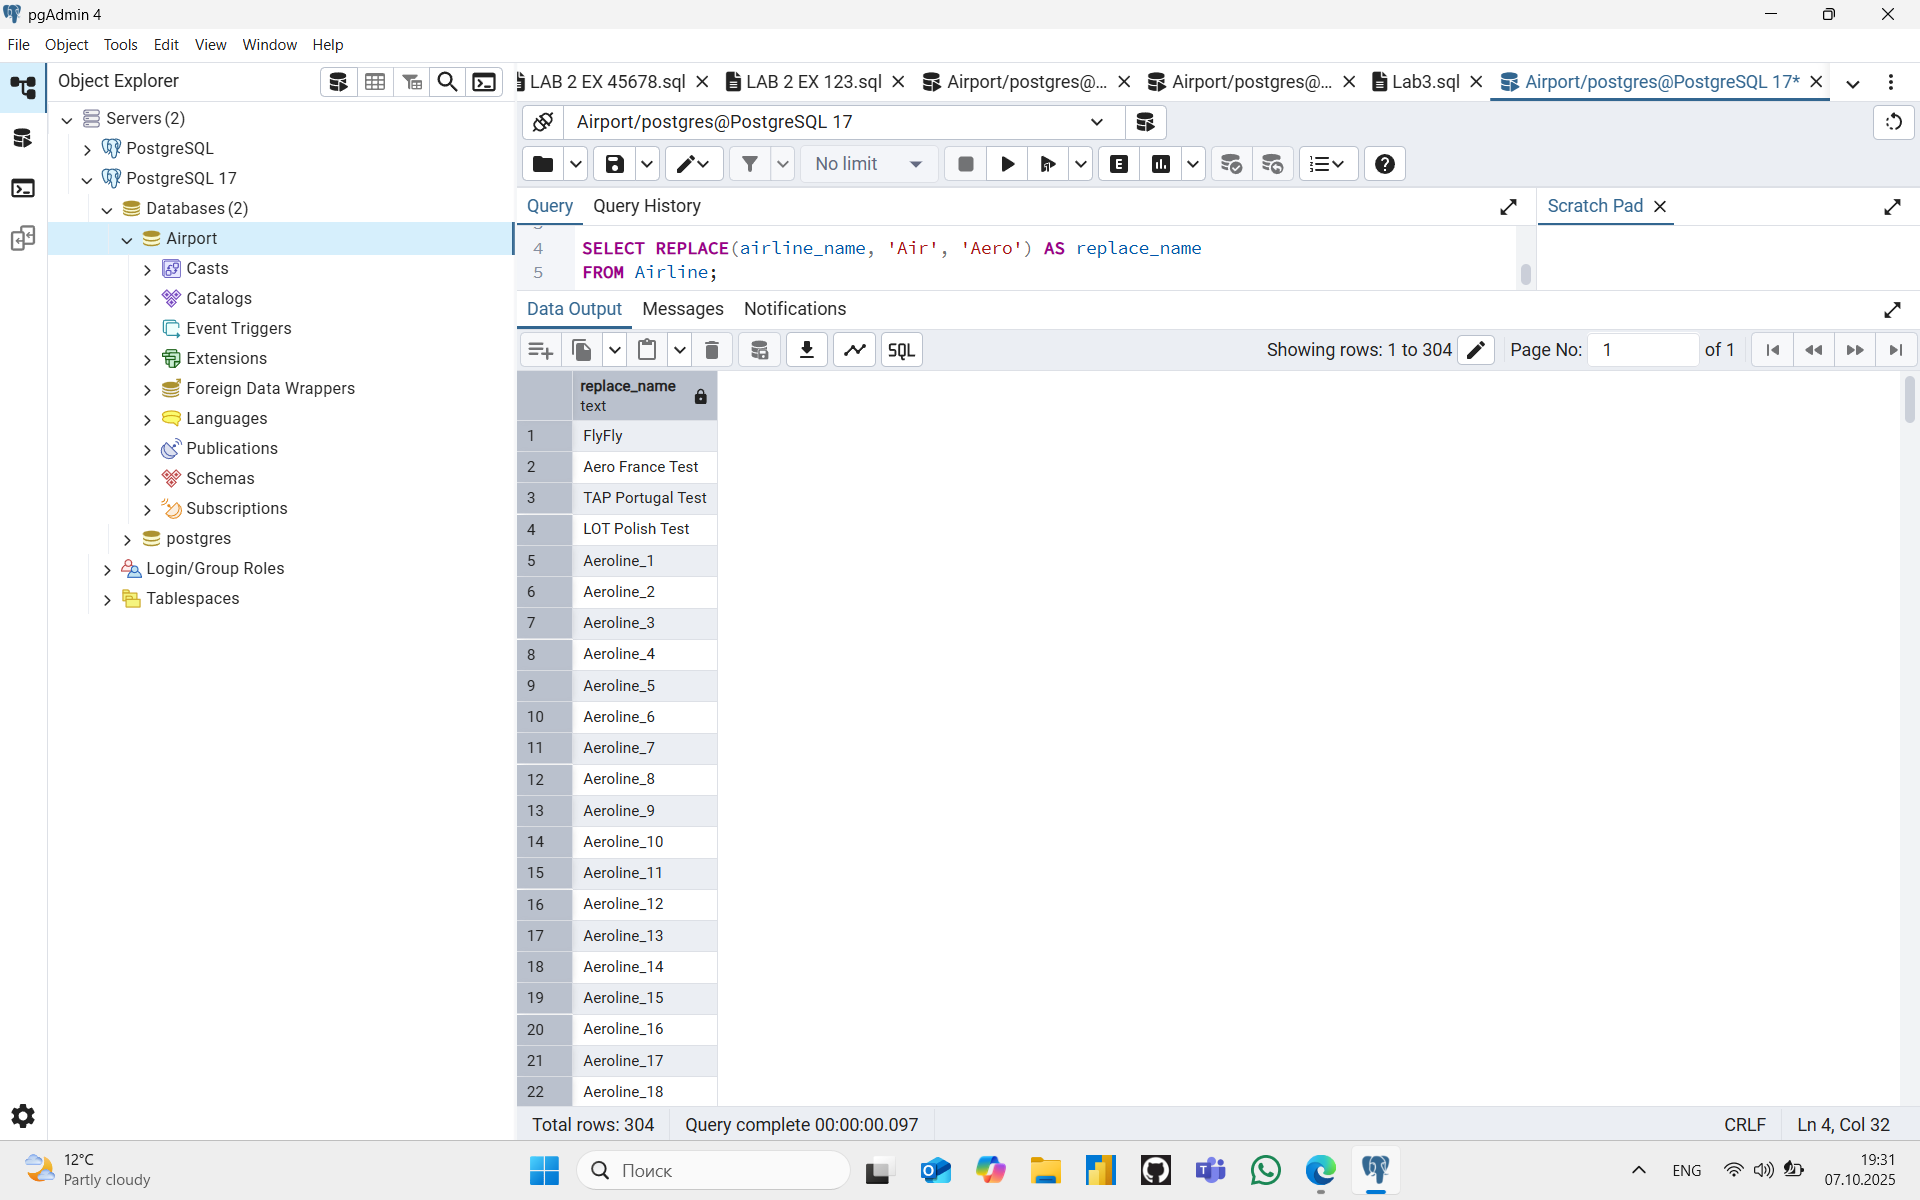 pgAdmin 4
File Object Tools Edit View Window Help
Object Explorer
LAB 2 EX 45678.sql
LAB 2 EX 123.sql
Airport/postgres@...
Airport/postgres@...
Lab3.sql
Airport/postgres@PostgreSQL 17*
Servers (2)
PostgreSQL
PostgreSQL 17
Databases (2)
Airport
Casts
Catalogs
Event Triggers
Extensions
Foreign Data Wrappers
Languages
Publications
Schemas
Subscriptions
postgres
Login/Group Roles
Tablespaces
Airport/postgres@PostgreSQL 17
No limit
E
Query Query History
Scratch Pad
4 SELECT REPLACE(airline_name, 'Air', 'Aero') AS replace_name
5 FROM Airline;
Data Output Messages Notifications
SQL
Showing rows: 1 to 304
Page No: 1 of 1
replace_name
text
1 FlyFly
2 Aero France Test
3 TAP Portugal Test
4 LOT Polish Test
5 Aeroline_1
6 Aeroline_2
7 Aeroline_3
8 Aeroline_4
9 Aeroline_5
10 Aeroline_6
11 Aeroline_7
12 Aeroline_8
13 Aeroline_9
14 Aeroline_10
15 Aeroline_11
16 Aeroline_12
17 Aeroline_13
18 Aeroline_14
19 Aeroline_15
20 Aeroline_16
21 Aeroline_17
22 Aeroline_18
Total rows: 304
Query complete 00:00:00.097
CRLF
Ln 4, Col 32
12°C
Partly cloudy
Поиск
ENG
19:31
07.10.2025